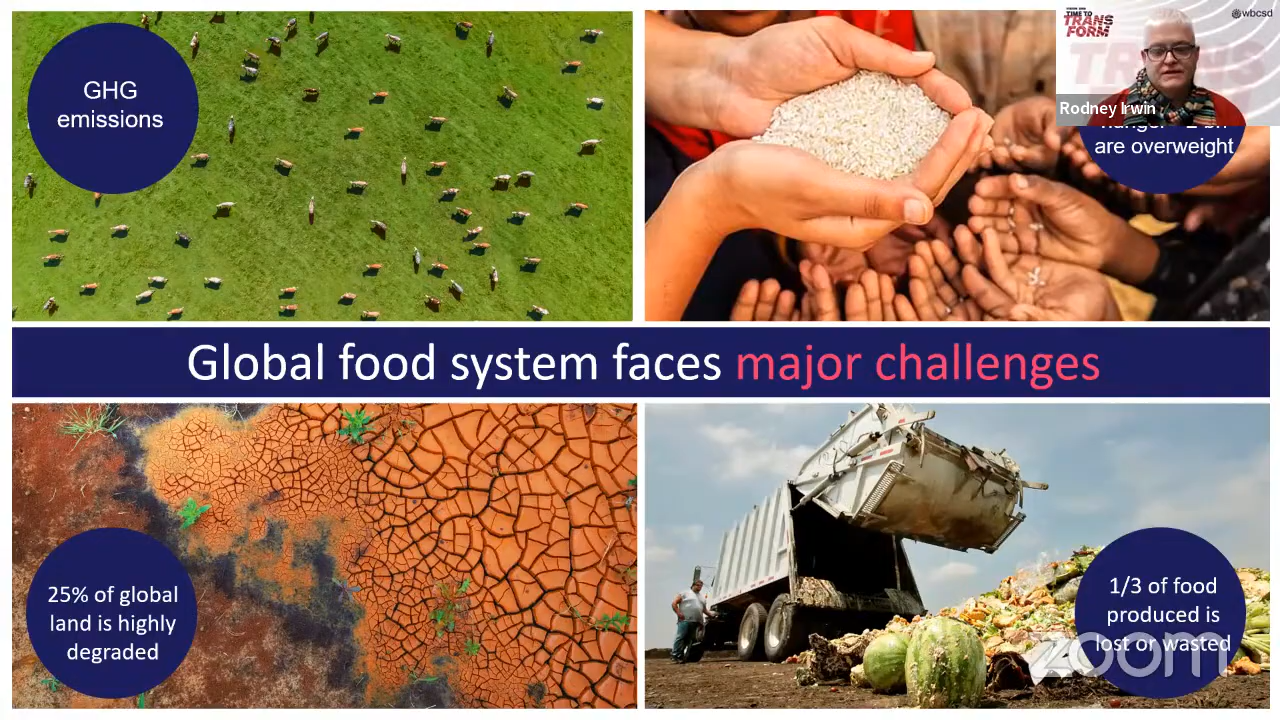 GHG
emissions
TIME TO
TRANS
FORM
wbcsd
TRANS
Rodney Irwin
are overweight
Global food system faces major challenges
25% of global
land is highly
degraded
1/3 of food
produced is
lost or wasted
zoom